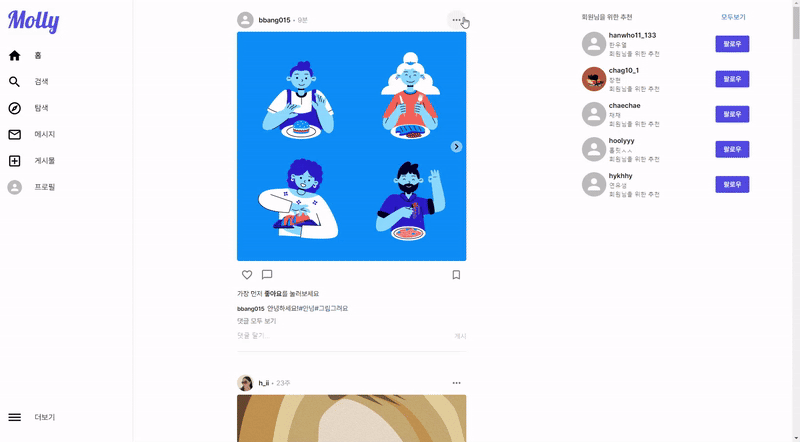 Molly
홈
검색
탐색
메시지
게시물
프로필
더보기
bbang015 • 9분
가장 먼저 좋아요를 눌러보세요
bbang015 안녕하세요!#안녕#그림그려요
댓글 모두 보기
댓글 달기...
게시
h_ii • 23주
회원님을 위한 추천
모두보기
hanwho11_133
한우열
회원님을 위한 추천
팔로우
chag10_1
창현
회원님을 위한 추천
팔로우
chaechae
채채
회원님을 위한 추천
팔로우
hoolyyy
훌릿ㅅㅅ
회원님을 위한 추천
팔로우
hykhhy
연유성
회원님을 위한 추천
팔로우